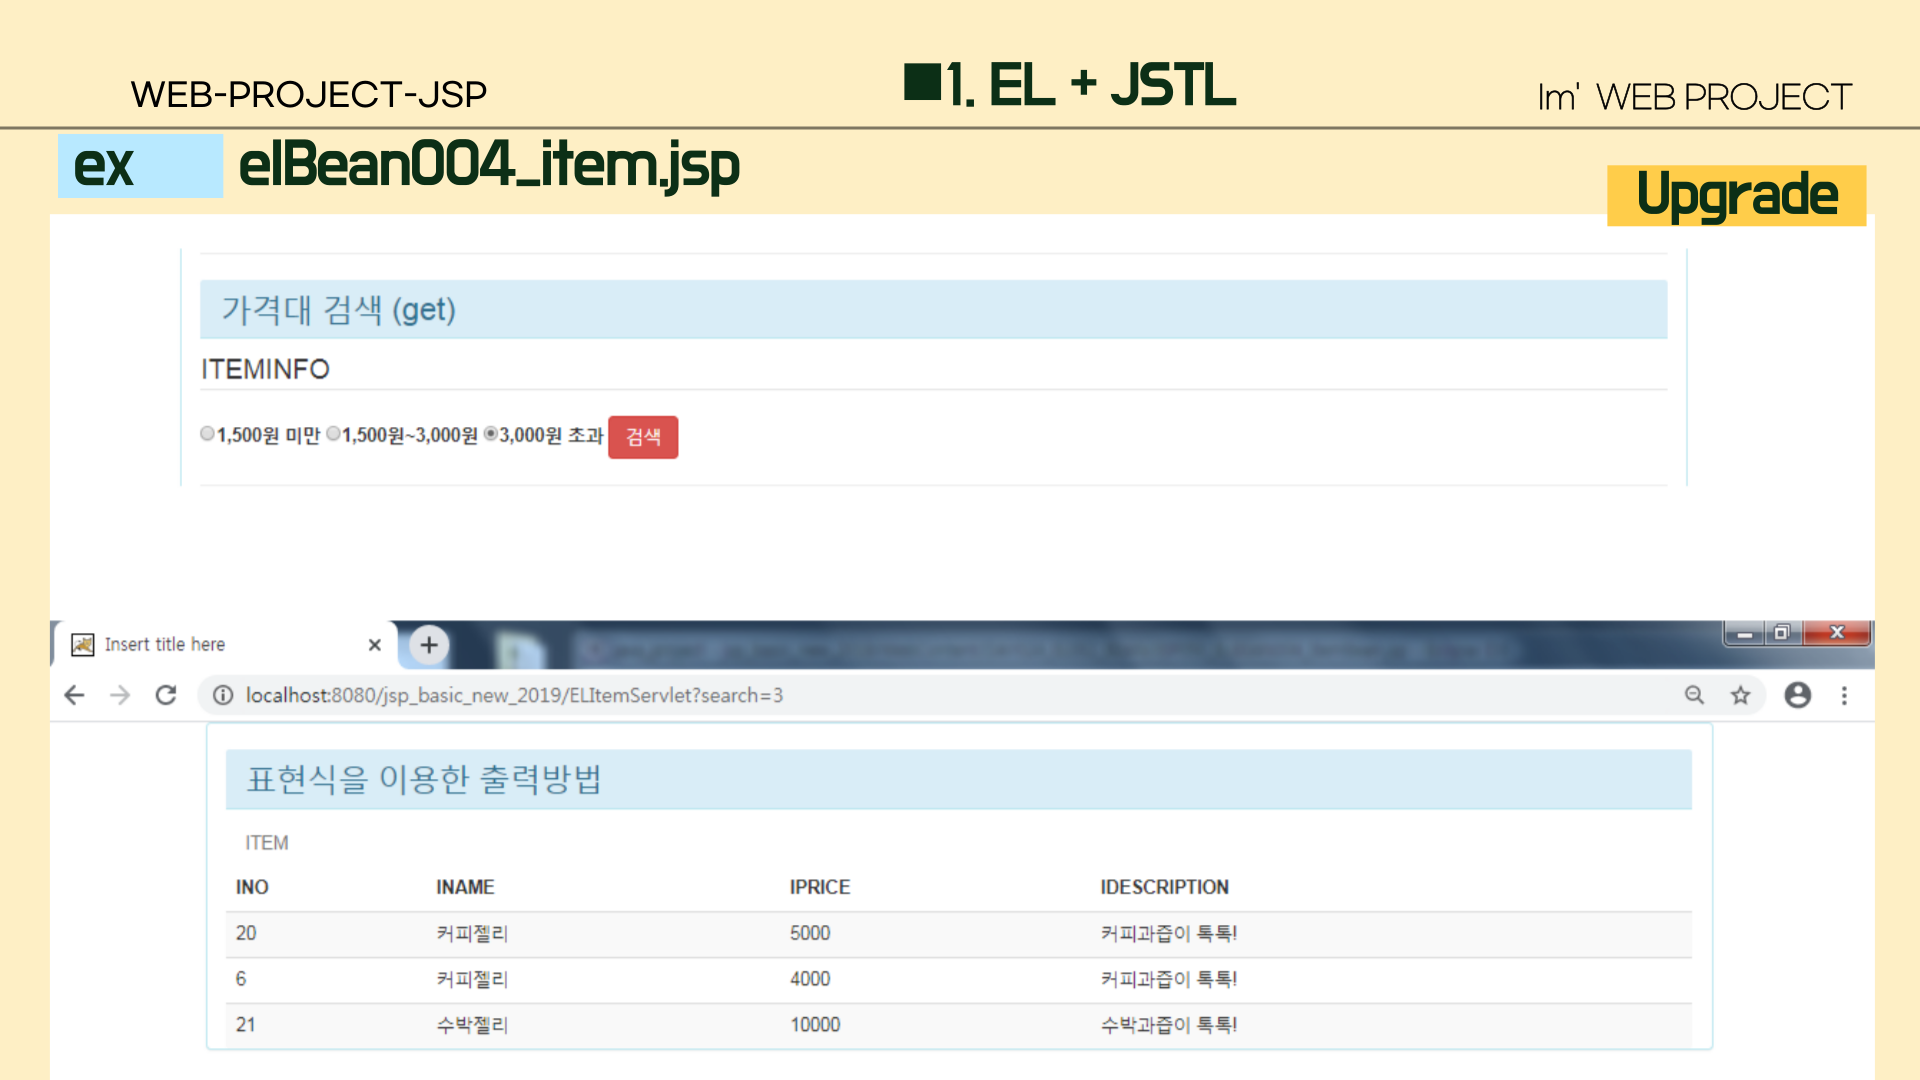 WEB-PROJECT-JSP
■1. EL + JSTL
Im' WEB PROJECT
ex
elBean004_item.jsp
Upgrade
가격대 검색 (get)
ITEMINFO
1,500원 미만 1,500원~3,000원 3,000원 초과 검색
Insert title here
localhost:8080/jsp_basic_new_2019/ELItemServlet?search=3
표현식을 이용한 출력방법
ITEM
INO INAME IPRICE IDESCRIPTION
20 커피젤리 5000 커피과즙이 톡톡!
6 커피젤리 4000 커피과즙이 톡톡!
21 수박젤리 10000 수박과즙이 톡톡!